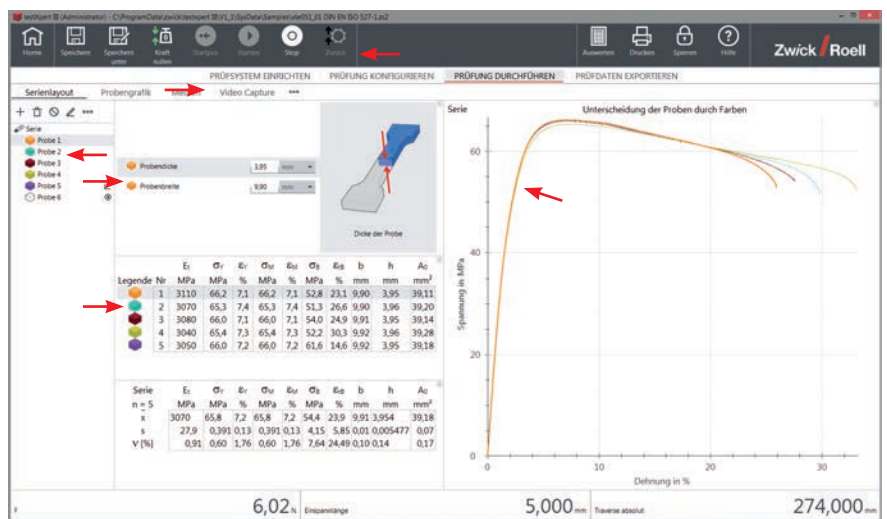 testXpert III (Administrator) - C:\ProgramData\zwick\testxpert III\V1_1\SysData\Samples\site051_01 DIN EN ISO 527-1.zs2
Home
Speichern
Speichern unter
Kraft nullen
Startpos
Starten
Stop
Zurück
Auswerten
Drucken
Sperren
Hilfe
Zwick Roell
PRÜFSYSTEM EINRICHTEN PRÜFUNG KONFIGURIEREN PRÜFUNG DURCHFÜHREN PRÜFDATEN EXPORTIEREN
Serienlayout Probengrafik Video Capture •••
Serie
Probe 1
Probe 2
Probe 3
Probe 4
Probe 5
Probe 6
Probendicke 3,95 mm
Probenbreite 9,90 mm
Dicke der Probe
Et σY εY σM εM σB εtB b h A0
Legende Nr MPa MPa % MPa % MPa % mm mm mm²
1 3110 66,2 7,1 66,2 7,1 52,8 23,1 9,90 3,95 39,11
2 3070 65,3 7,4 65,3 7,4 51,3 26,6 9,90 3,96 39,20
3 3080 66,0 7,1 66,0 7,1 54,0 24,9 9,91 3,95 39,14
4 3040 65,4 7,3 65,4 7,3 52,2 30,3 9,92 3,96 39,28
5 3050 66,0 7,2 66,0 7,2 61,6 14,6 9,92 3,95 39,18
Serie Et σY εY σM εM σB εtB b h A0
n = 5 MPa MPa % MPa % MPa % mm mm mm²
x̄ 3070 65,8 7,2 65,8 7,2 54,4 23,9 9,91 3,954 39,18
s 27,9 0,391 0,13 0,391 0,13 4,15 5,85 0,01 0,005477 0,07
V [%] 0,91 0,60 1,76 0,60 1,76 7,64 24,49 0,10 0,14 0,17
Serie Unterscheidung der Proben durch Farben
60
40
20
0
Spannung in MPa
0 10 20 30
Dehnung in %
F 6,02 N Einspannlänge 5,000 mm Traverse absolut 274,000 mm